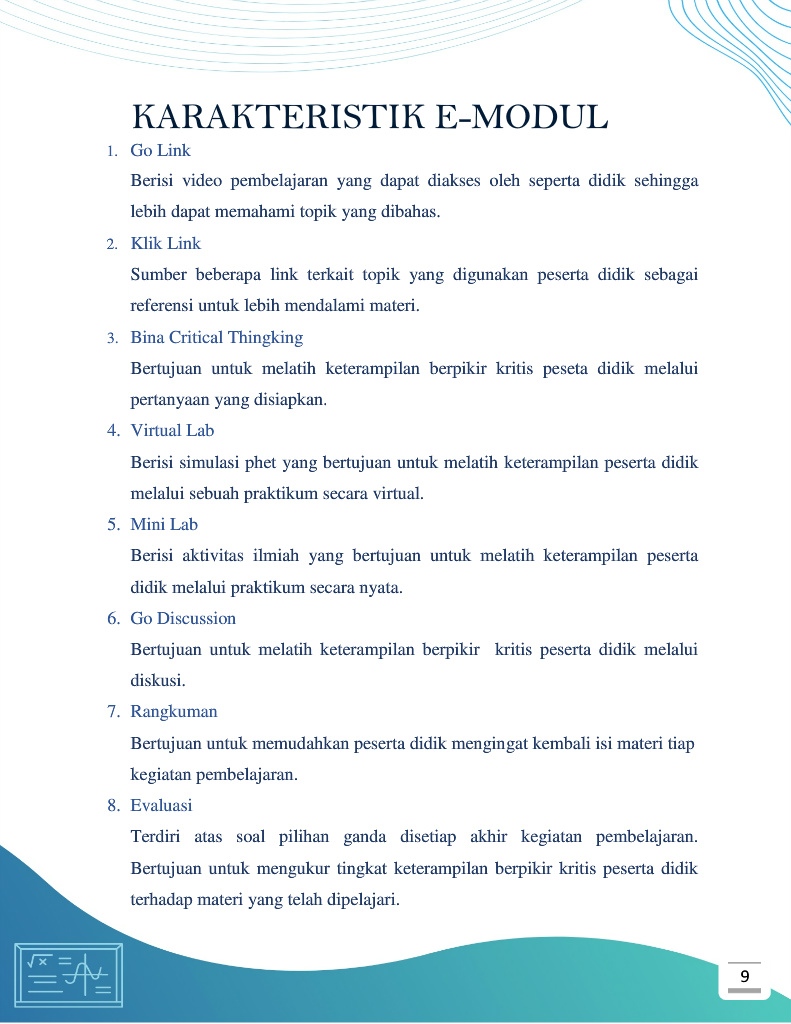 KARAKTERISTIK E-MODUL
1. Go Link
Berisi video pembelajaran yang dapat diakses oleh seperta didik sehingga
lebih dapat memahami topik yang dibahas.
2. Klik Link
Sumber beberapa link terkait topik yang digunakan peserta didik sebagai
referensi untuk lebih mendalami materi.
3. Bina Critical Thingking
Bertujuan untuk melatih keterampilan berpikir kritis peseta didik melalui
pertanyaan yang disiapkan.
4. Virtual Lab
Berisi simulasi phet yang bertujuan untuk melatih keterampilan peserta didik
melalui sebuah praktikum secara virtual.
5. Mini Lab
Berisi aktivitas ilmiah yang bertujuan untuk melatih keterampilan peserta
didik melalui praktikum secara nyata.
6. Go Discussion
Bertujuan untuk melatih keterampilan berpikir kritis peserta didik melalui
diskusi.
7. Rangkuman
Bertujuan untuk memudahkan peserta didik mengingat kembali isi materi tiap
kegiatan pembelajaran.
8. Evaluasi
Terdiri atas soal pilihan ganda disetiap akhir kegiatan pembelajaran.
Bertujuan untuk mengukur tingkat keterampilan berpikir kritis peserta didik
terhadap materi yang telah dipelajari.
√x
9